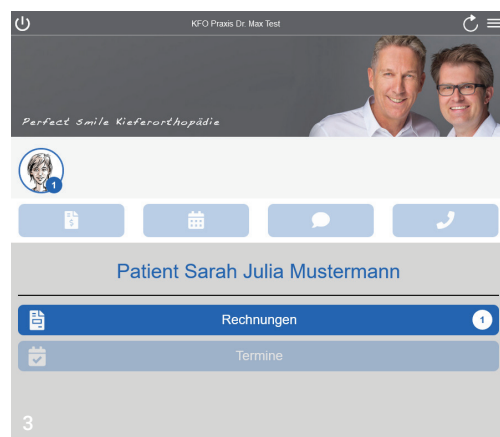 KFO Praxis Dr. Max Test
Perfect Smile Kieferorthopädie
1
$
Patient Sarah Julia Mustermann
Rechnungen 1
Termine
3